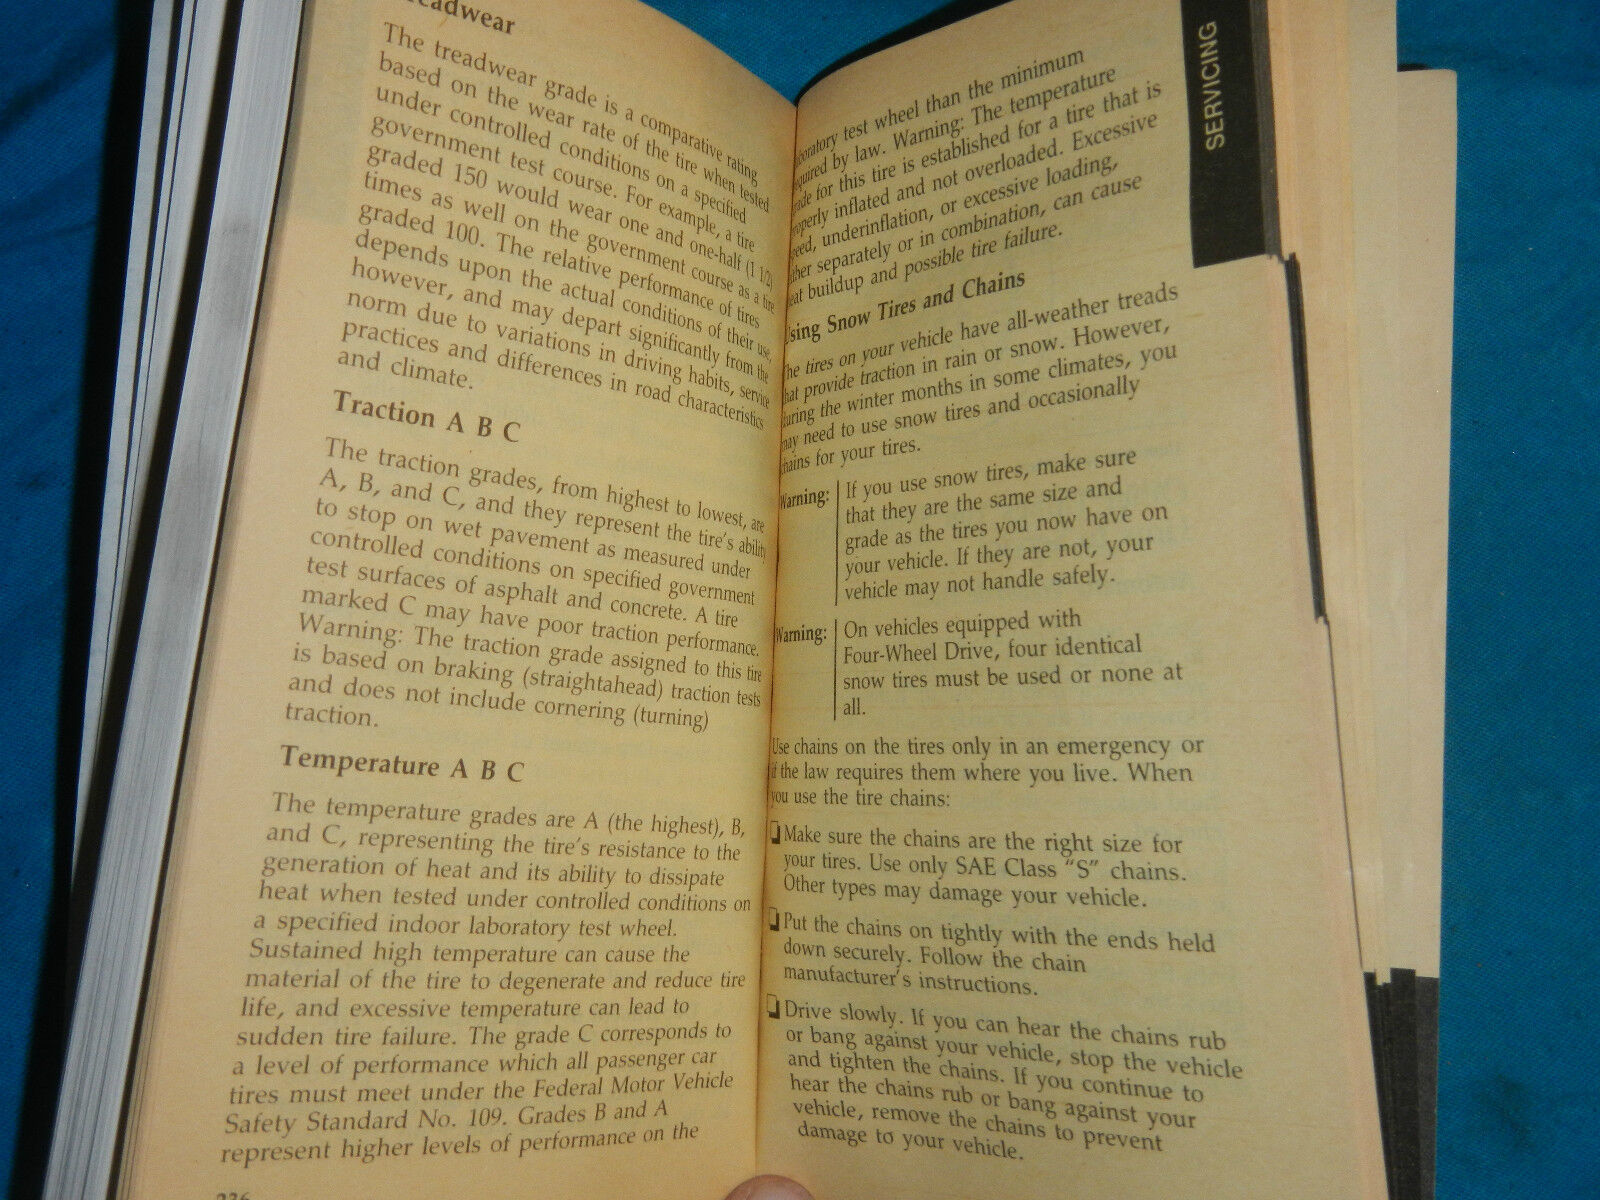 Treadwear
The treadwear grade is a comparative rating
based on the wear rate of the tire when tested
under controlled conditions on a specified
government test course. For example, a tire
graded 150 would wear one and one-half (I 1/2)
times as well on the government course as a tire
graded 100. The relative performance of tires
depends upon the actual conditions of their use,
however, and may depart significantly from the
norm due to variations in driving habits, service
practices and differences in road characteristics
and climate.
Traction A B C
The traction grades, from highest to lowest, are
A, B, and C, and they represent the tire's ability
to stop on wet pavement as measured under
controlled conditions on specified government
test surfaces of asphalt and concrete. A tire
marked C may have poor traction performance.
Warning: The traction grade assigned to this tire
is based on braking (straightahead) traction tests
and does not include cornering (turning)
traction.
Temperature A B C
The temperature grades are A (the highest), B,
and C, representing the tire's resistance to the
generation of heat and its ability to dissipate
heat when tested under controlled conditions on
a specified indoor laboratory test wheel.
Sustained high temperature can cause the
material of the tire to degenerate and reduce tire
life, and excessive temperature can lead to
sudden tire failure. The grade C corresponds to
a level of performance which all passenger car
tires must meet under the Federal Motor Vehicle
Safety Standard No. 109. Grades B and A
represent higher levels of performance on the
236
laboratory test wheel than the minimum
required by law. Warning: The temperature
grade for this tire is established for a tire that is
properly inflated and not overloaded. Excessive
speed, underinflation, or excessive loading,
either separately or in combination, can cause
heat buildup and possible tire failure.
Using Snow Tires and Chains
The tires on your vehicle have all-weather treads
that provide traction in rain or snow. However,
during the winter months in some climates, you
may need to use snow tires and occasionally
chains for your tires.
Warning: If you use snow tires, make sure
that they are the same size and
grade as the tires you now have on
your vehicle. If they are not, your
vehicle may not handle safely.
Warning: On vehicles equipped with
Four-Wheel Drive, four identical
snow tires must be used or none at
all.
Use chains on the tires only in an emergency or
if the law requires them where you live. When
you use the tire chains:
❏ Make sure the chains are the right size for
your tires. Use only SAE Class “S” chains.
Other types may damage your vehicle.
❏ Put the chains on tightly with the ends held
down securely. Follow the chain
manufacturer's instructions.
❏ Drive slowly. If you can hear the chains rub
or bang against your vehicle, stop the vehicle
and tighten the chains. If you continue to
hear the chains rub or bang against your
vehicle, remove the chains to prevent
damage to your vehicle.
SERVICING